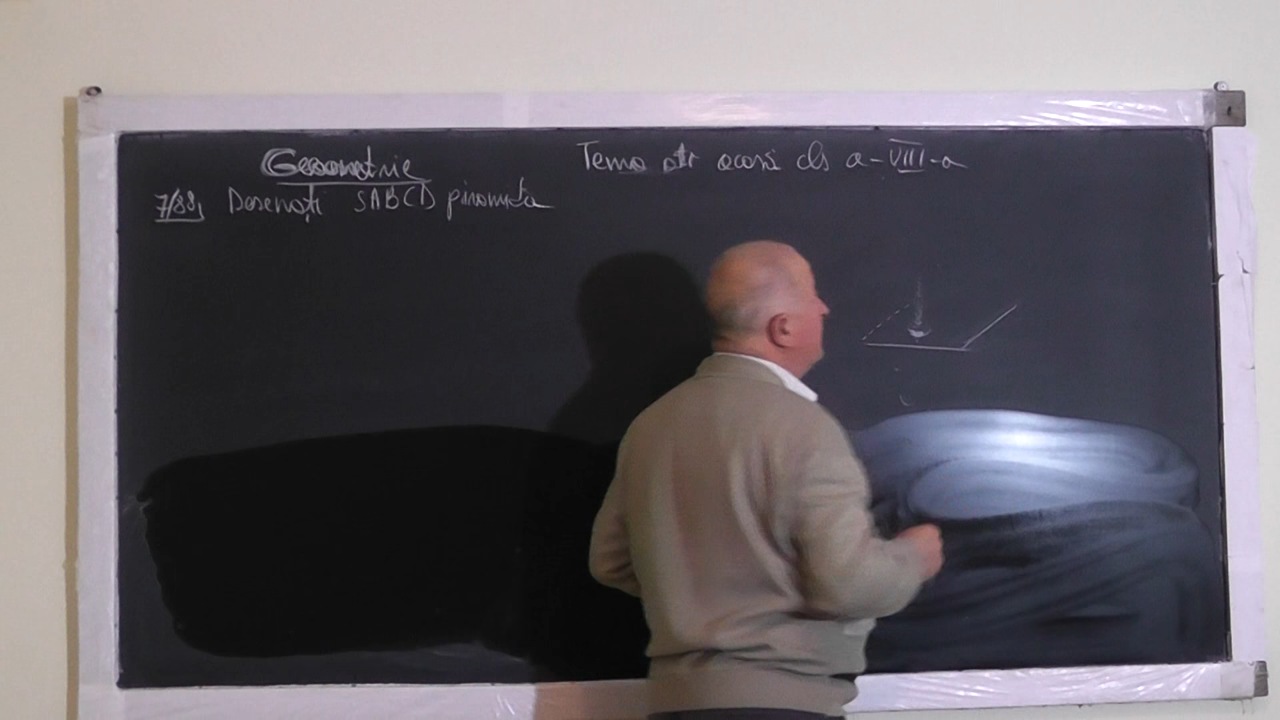 Geometrie
Tema ptr acasă cls a-VIII-a
7/88, Desenați SABCD piramida